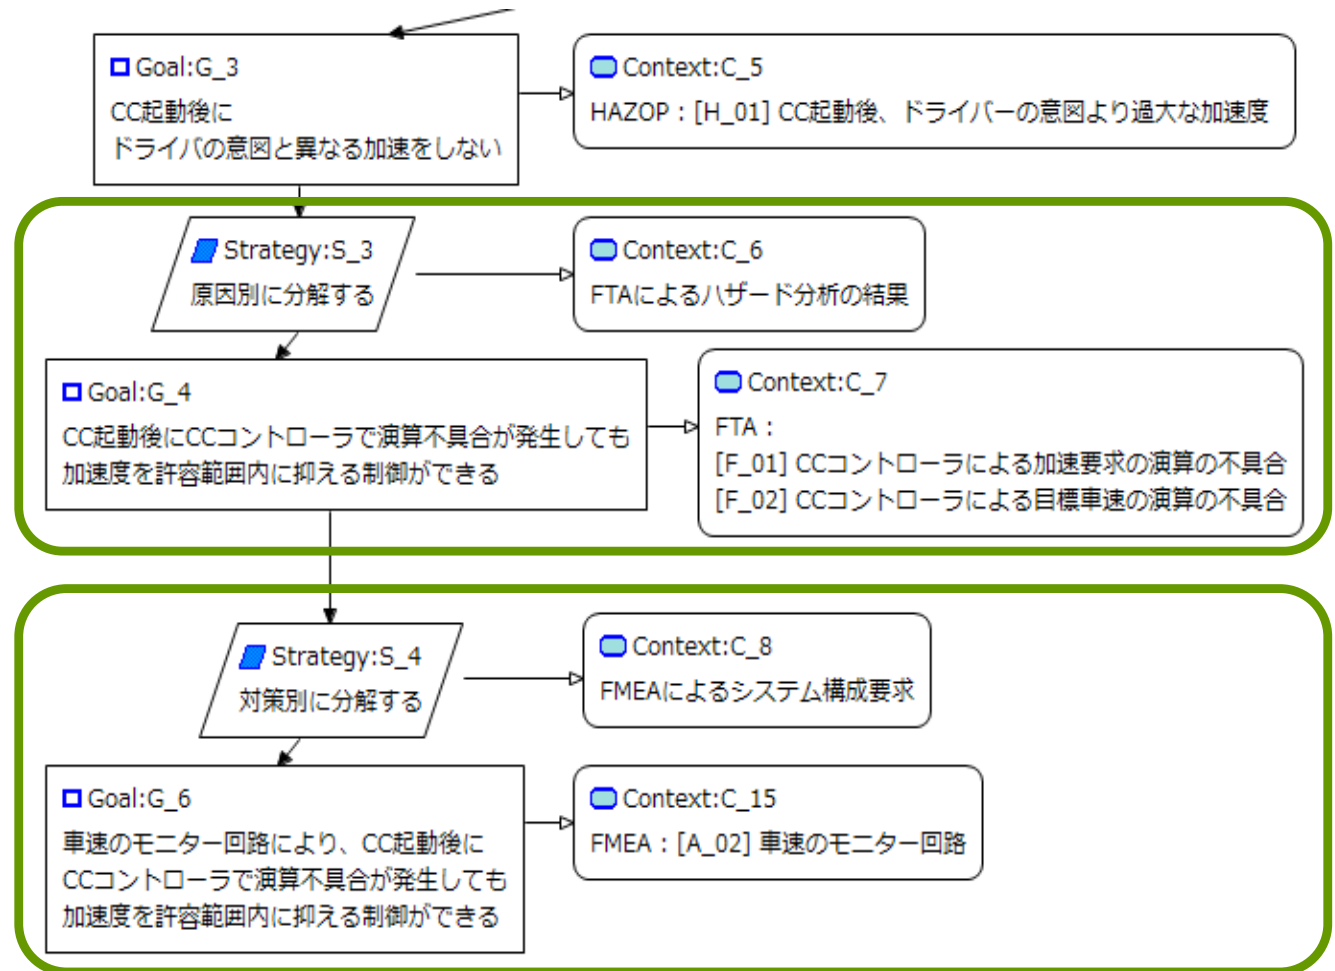 Goal:G_3
CC起動後に
ドライバの意図と異なる加速をしない
Context:C_5
HAZOP：[H_01] CC起動後、ドライバーの意図より過大な加速度
Strategy:S_3
原因別に分解する
Context:C_6
FTAによるハザード分析の結果
Goal:G_4
CC起動後にCCコントローラで演算不具合が発生しても
加速度を許容範囲内に抑える制御ができる
Context:C_7
FTA：
[F_01] CCコントローラによる加速要求の演算の不具合
[F_02] CCコントローラによる目標車速の演算の不具合
Strategy:S_4
対策別に分解する
Context:C_8
FMEAによるシステム構成要求
Goal:G_6
車速のモニター回路により、CC起動後に
CCコントローラで演算不具合が発生しても
加速度を許容範囲内に抑える制御ができる
Context:C_15
FMEA：[A_02] 車速のモニター回路